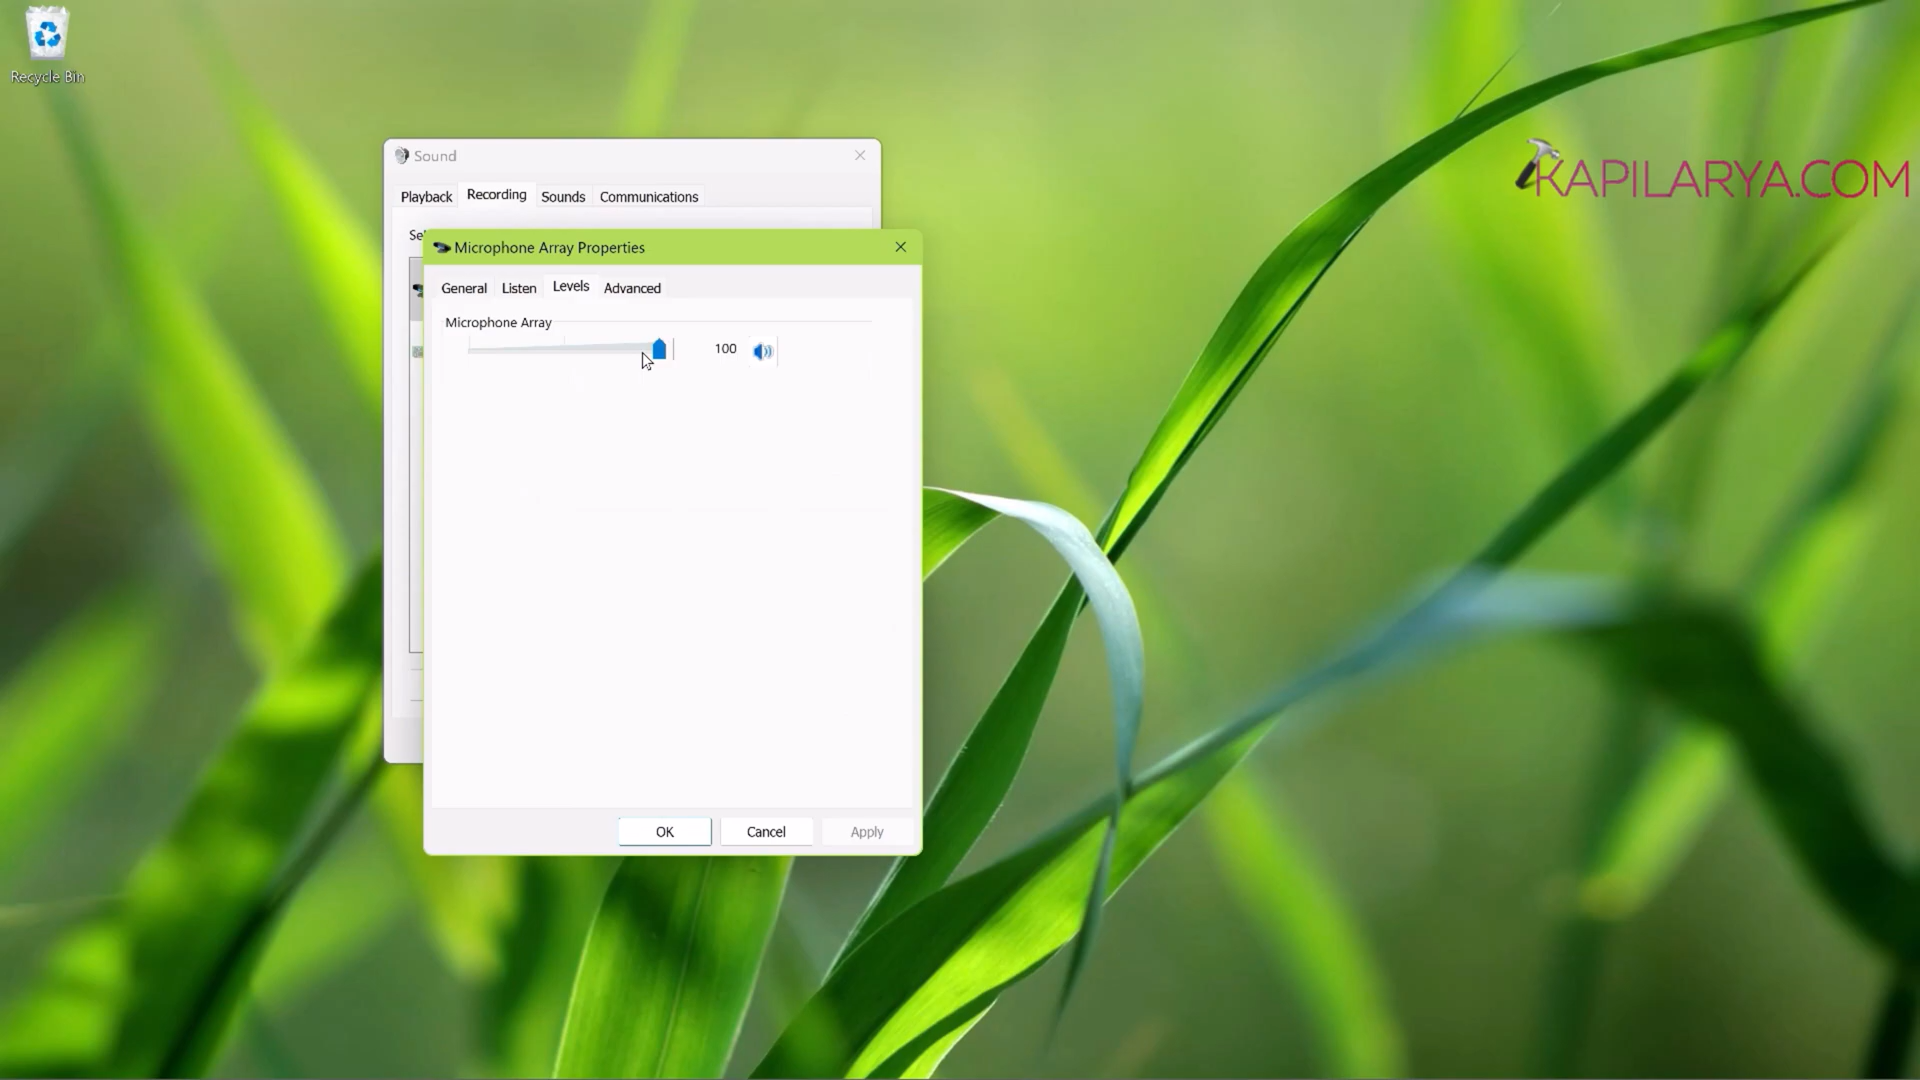 Recycle Bin
KAPILARYA.COM
Sound
Playback Recording Sounds Communications
Microphone Array Properties
General Listen Levels Advanced
Microphone Array
100
OK Cancel Apply